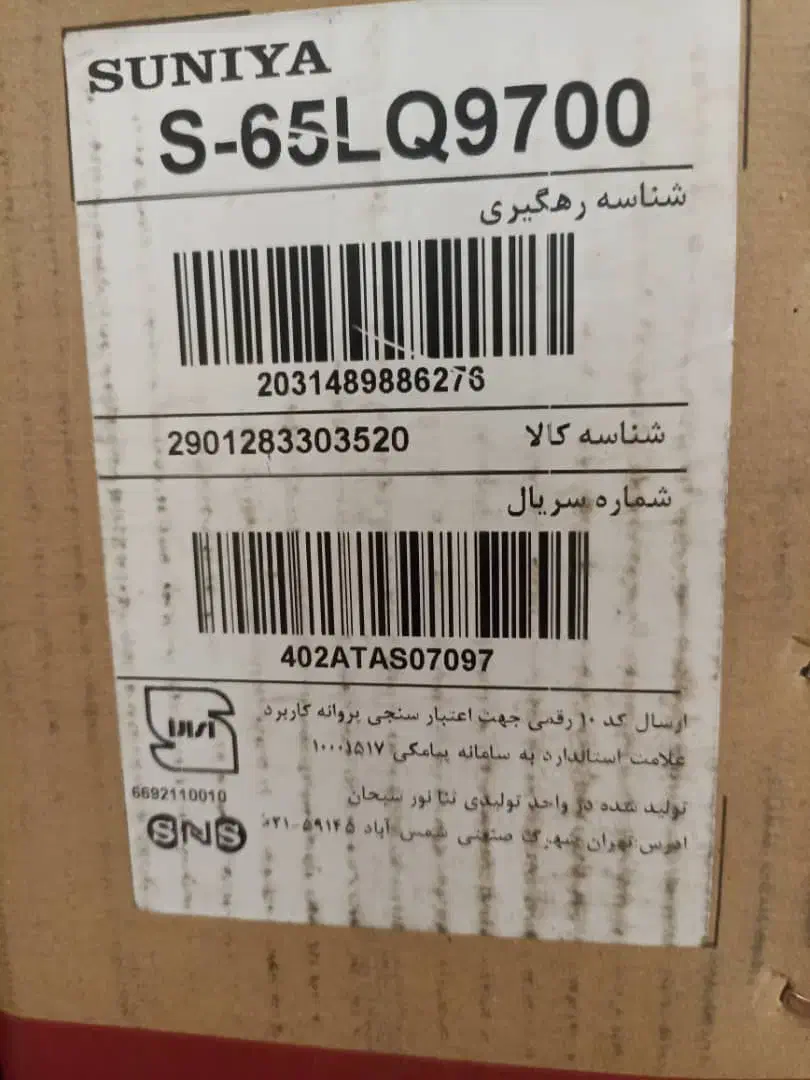 SUNIYA
S-65LQ9700
شناسه رهگیری
2031489886276
شناسه کالا
2901283303520
شماره سریال
402ATAS07097
ارسال کد ۱۰ رقمی جهت اعتبار سنجی پروانه کاربرد
علامت استاندارد به سامانه پیامکی ۱۰۰۰۱۵۱۷
6692110010
تولید شده در واحد تولیدی ثنا نور سبحان
ادرس تهران شهرک صنعتی شمس آباد ۵۹۱۴۵-۰۲۱
SNS